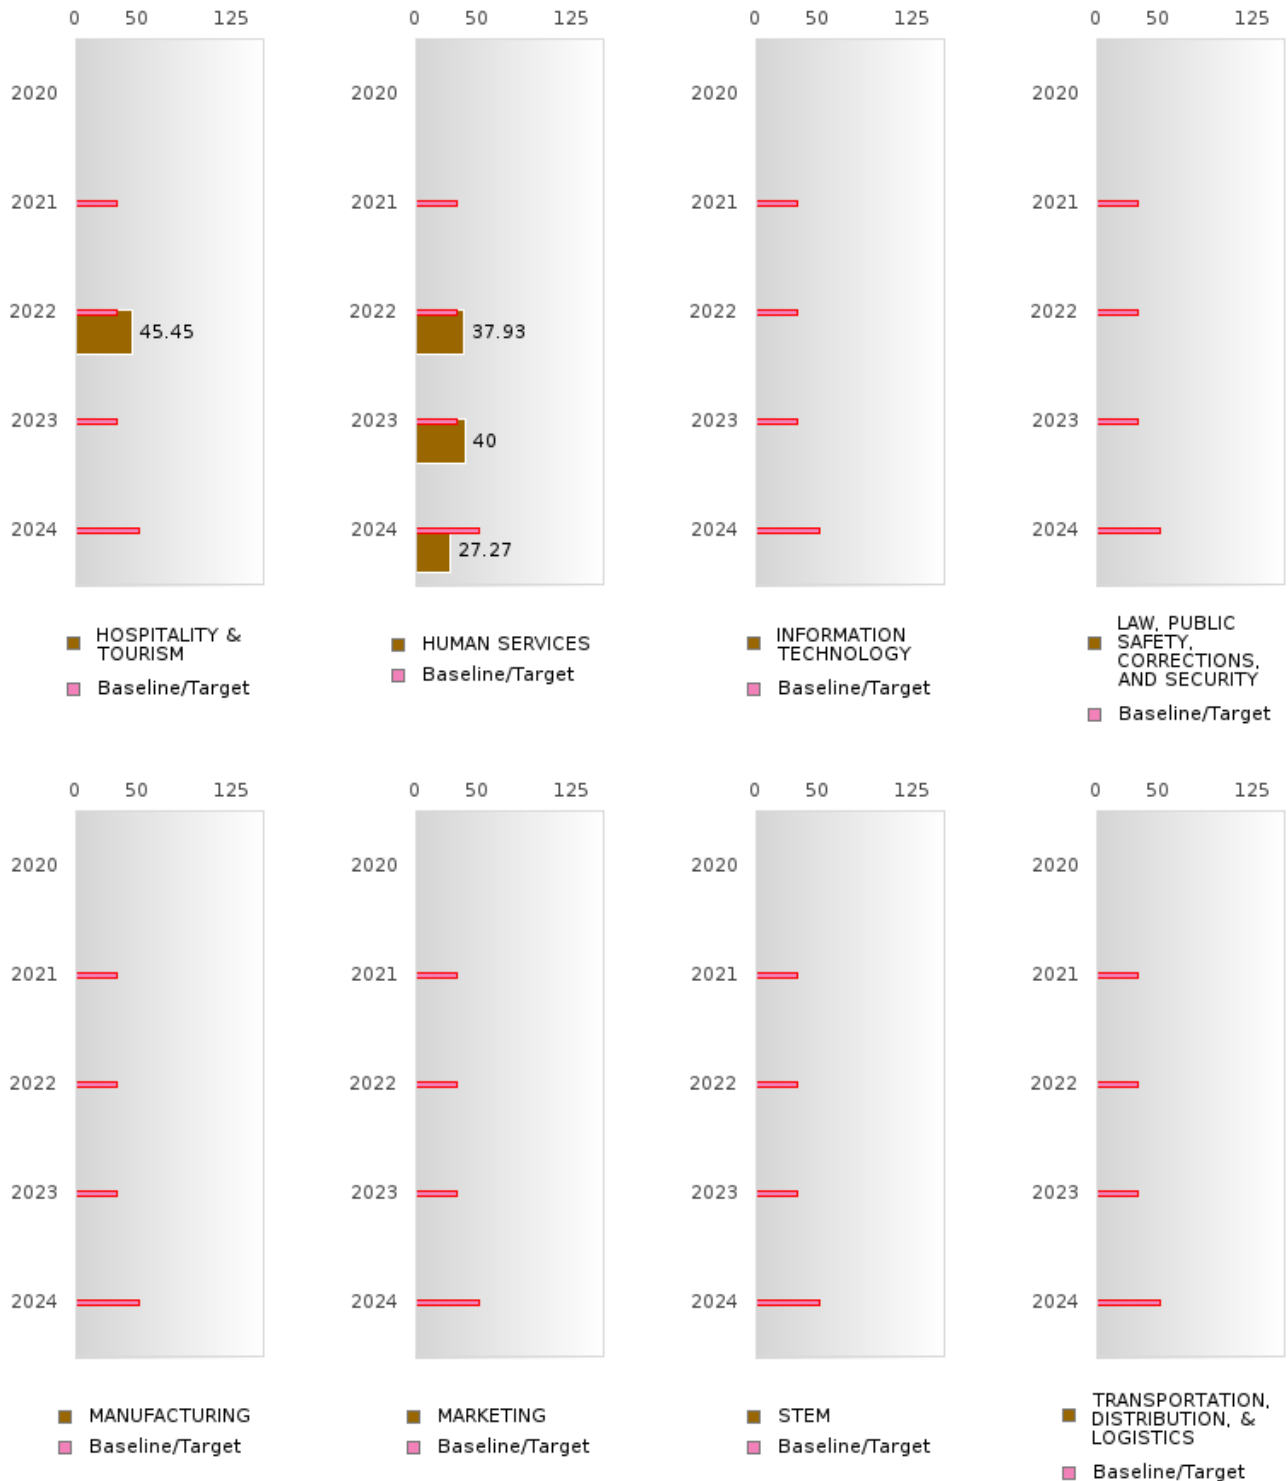 0 50 125 0 50 125 0 50 125 0 50 125
2020 2020 2020 2020
2021 2021 2021 2021
2022 2022 2022 2022
45.45 37.93
2023 2023 2023 2023
40
2024 2024 2024 2024
27.27
HOSPITALITY &
TOURISM
Baseline/Target
HUMAN SERVICES
Baseline/Target
INFORMATION
TECHNOLOGY
Baseline/Target
LAW, PUBLIC
SAFETY,
CORRECTIONS,
AND SECURITY
Baseline/Target
0 50 125 0 50 125 0 50 125 0 50 125
2020 2020 2020 2020
2021 2021 2021 2021
2022 2022 2022 2022
2023 2023 2023 2023
2024 2024 2024 2024
MANUFACTURING
Baseline/Target
MARKETING
Baseline/Target
STEM
Baseline/Target
TRANSPORTATION,
DISTRIBUTION, &
LOGISTICS
Baseline/Target